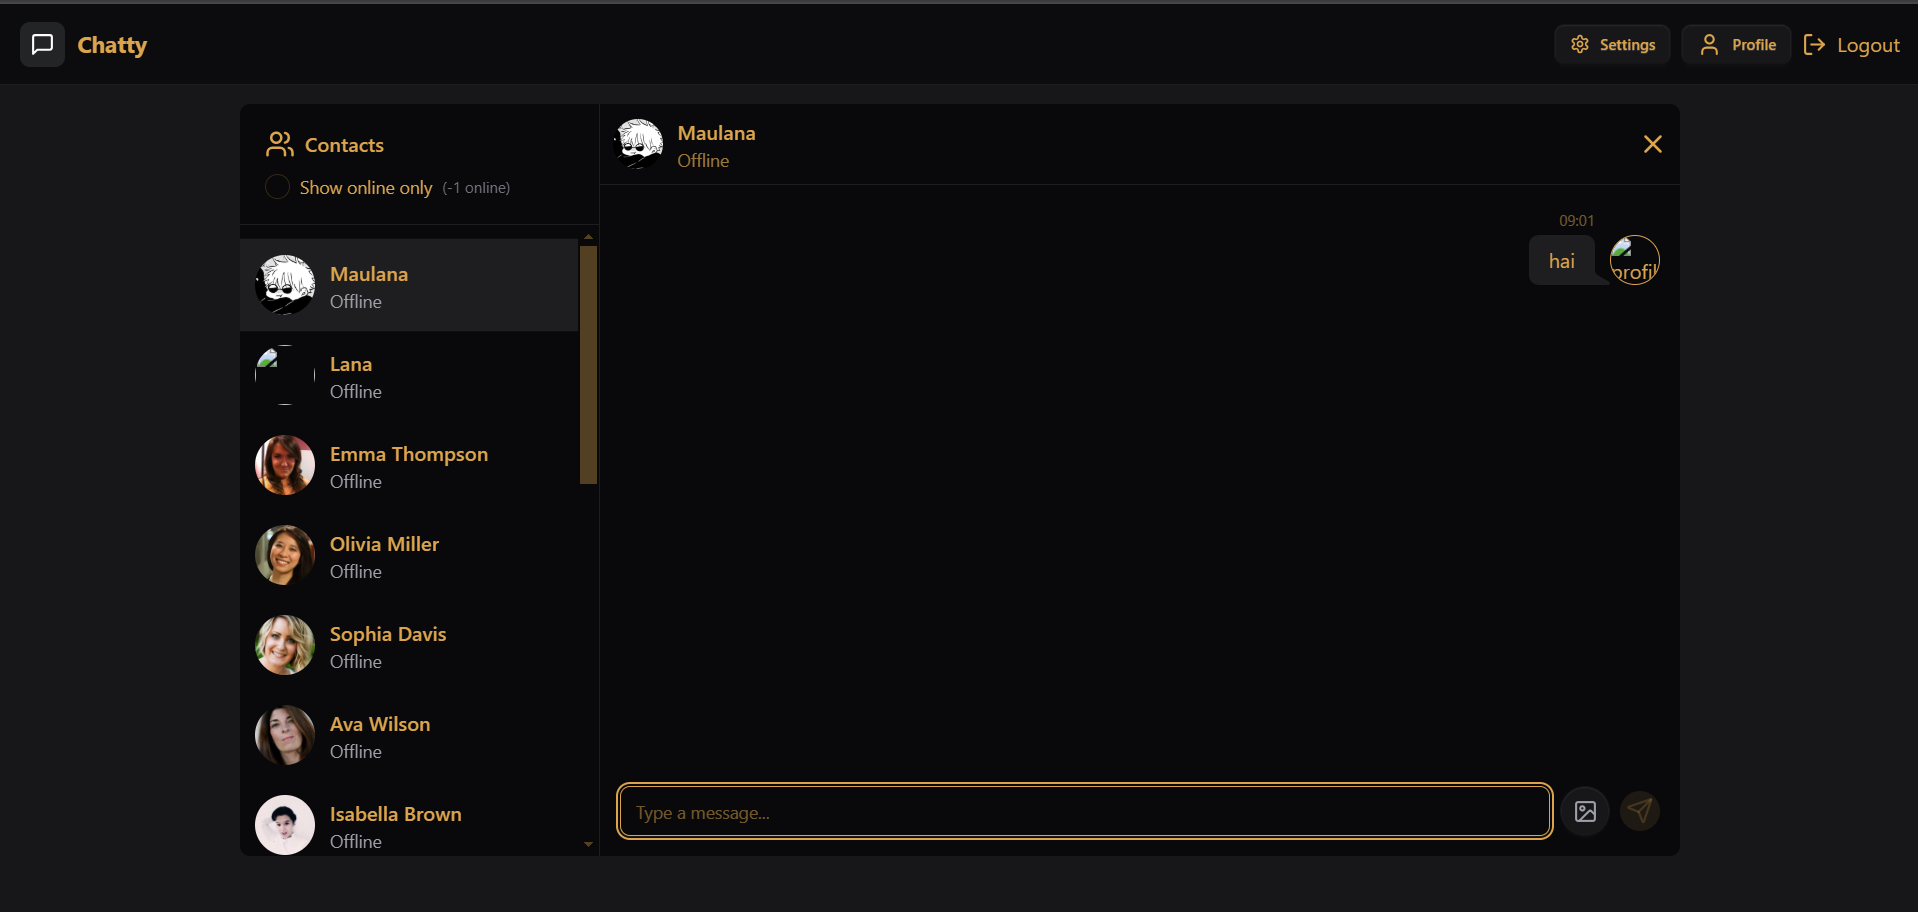 Chatty
Settings
Profile
Logout
Contacts
Show online only (-1 online)
Maulana
Offline
Lana
Offline
Emma Thompson
Offline
Olivia Miller
Offline
Sophia Davis
Offline
Ava Wilson
Offline
Isabella Brown
Offline
Maulana
Offline
09:01
hai
profil
Type a message...